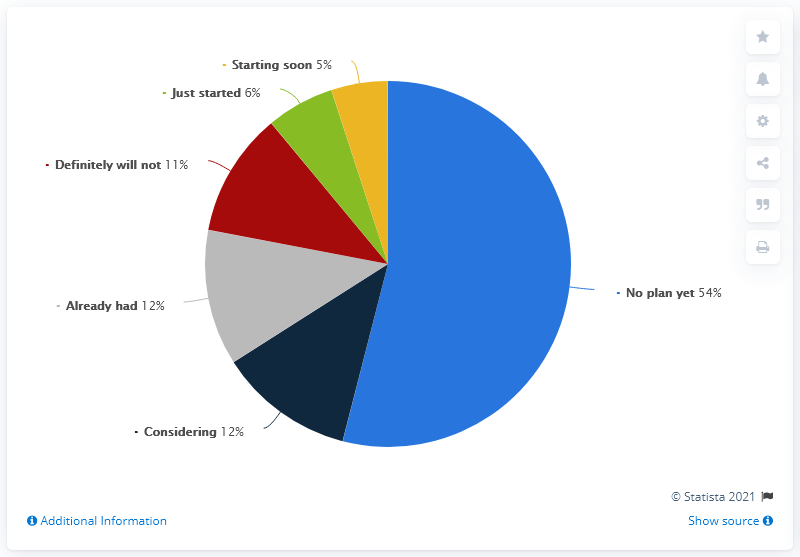 Starting soon 5%
Just started 6%
Definitely will not 11%
Already had 12%
Considering 12%
No plan yet 54%
© Statista 2021
Additional Information
Show source